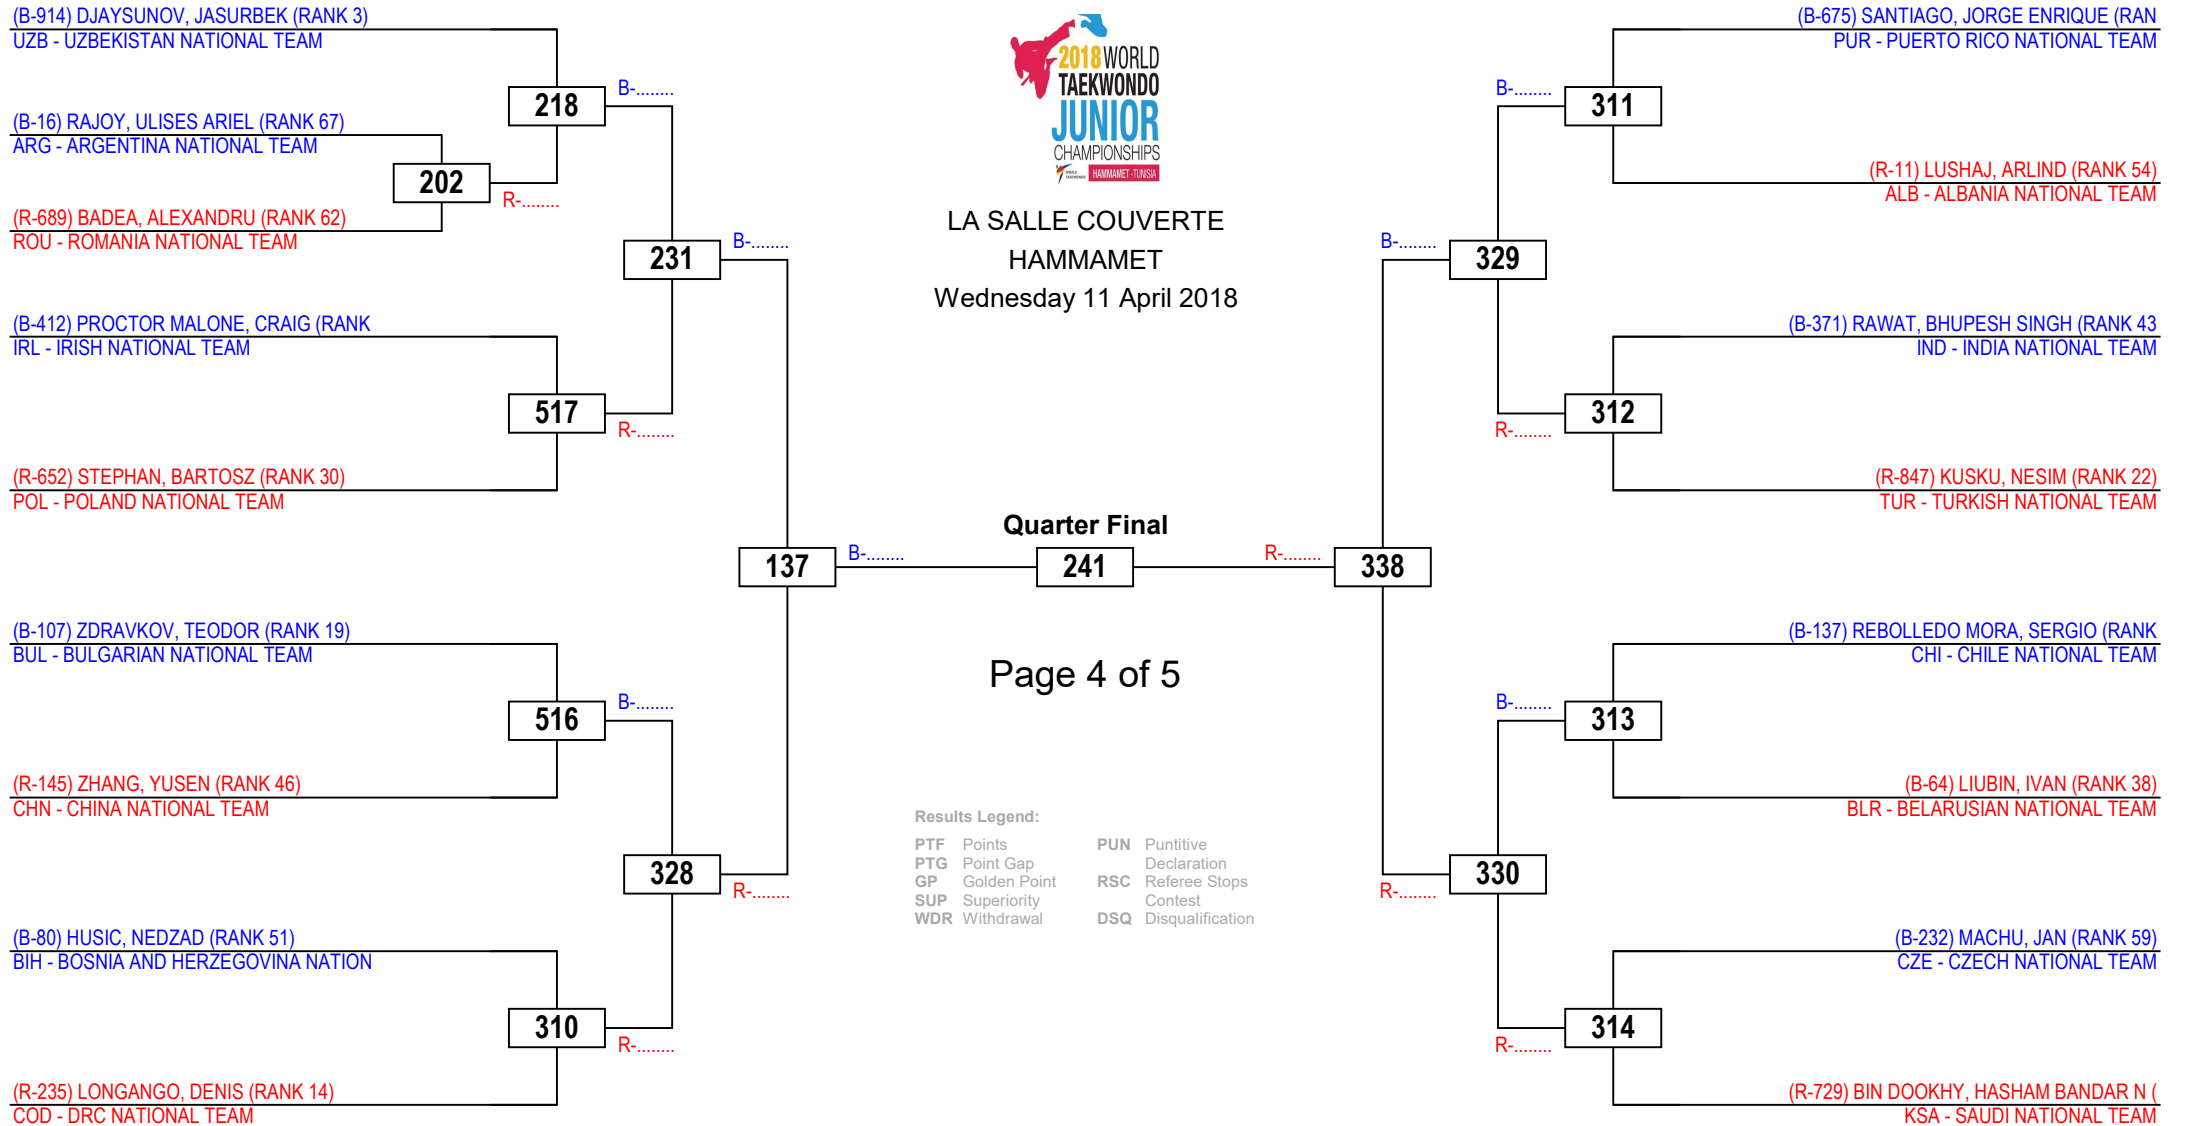 (B-914) DJAYSUNOV, JASURBEK (RANK 3)
UZB - UZBEKISTAN NATIONAL TEAM
218
B-........
(B-16) RAJOY, ULISES ARIEL (RANK 67)
ARG - ARGENTINA NATIONAL TEAM
202
R-........
(R-689) BADEA, ALEXANDRU (RANK 62)
ROU - ROMANIA NATIONAL TEAM
231
B-........
(B-412) PROCTOR MALONE, CRAIG (RANK
IRL - IRISH NATIONAL TEAM
517
R-........
(R-652) STEPHAN, BARTOSZ (RANK 30)
POL - POLAND NATIONAL TEAM
137
B-........
(B-107) ZDRAVKOV, TEODOR (RANK 19)
BUL - BULGARIAN NATIONAL TEAM
516
B-........
(R-145) ZHANG, YUSEN (RANK 46)
CHN - CHINA NATIONAL TEAM
328
R-........
(B-80) HUSIC, NEDZAD (RANK 51)
BIH - BOSNIA AND HERZEGOVINA NATION
310
R-........
(R-235) LONGANGO, DENIS (RANK 14)
COD - DRC NATIONAL TEAM
2018 WORLD
TAEKWONDO
JUNIOR
CHAMPIONSHIPS
HAMMAMET - TUNISIA
LA SALLE COUVERTE
HAMMAMET
Wednesday 11 April 2018
Quarter Final
241
Page 4 of 5
Results Legend:
PTF Points
PTG Point Gap
GP Golden Point
SUP Superiority
WDR Withdrawal
PUN Puntitive
Declaration
RSC Referee Stops
Contest
DSQ Disqualification
(B-675) SANTIAGO, JORGE ENRIQUE (RAN
PUR - PUERTO RICO NATIONAL TEAM
B-........
311
(R-11) LUSHAJ, ARLIND (RANK 54)
ALB - ALBANIA NATIONAL TEAM
B-........
329
(B-371) RAWAT, BHUPESH SINGH (RANK 43
IND - INDIA NATIONAL TEAM
312
R-........
(R-847) KUSKU, NESIM (RANK 22)
TUR - TURKISH NATIONAL TEAM
R-........
338
(B-137) REBOLLEDO MORA, SERGIO (RANK
CHI - CHILE NATIONAL TEAM
B-........
313
(B-64) LIUBIN, IVAN (RANK 38)
BLR - BELARUSIAN NATIONAL TEAM
330
R-........
(B-232) MACHU, JAN (RANK 59)
CZE - CZECH NATIONAL TEAM
314
R-........
(R-729) BIN DOOKHY, HASHAM BANDAR N (
KSA - SAUDI NATIONAL TEAM